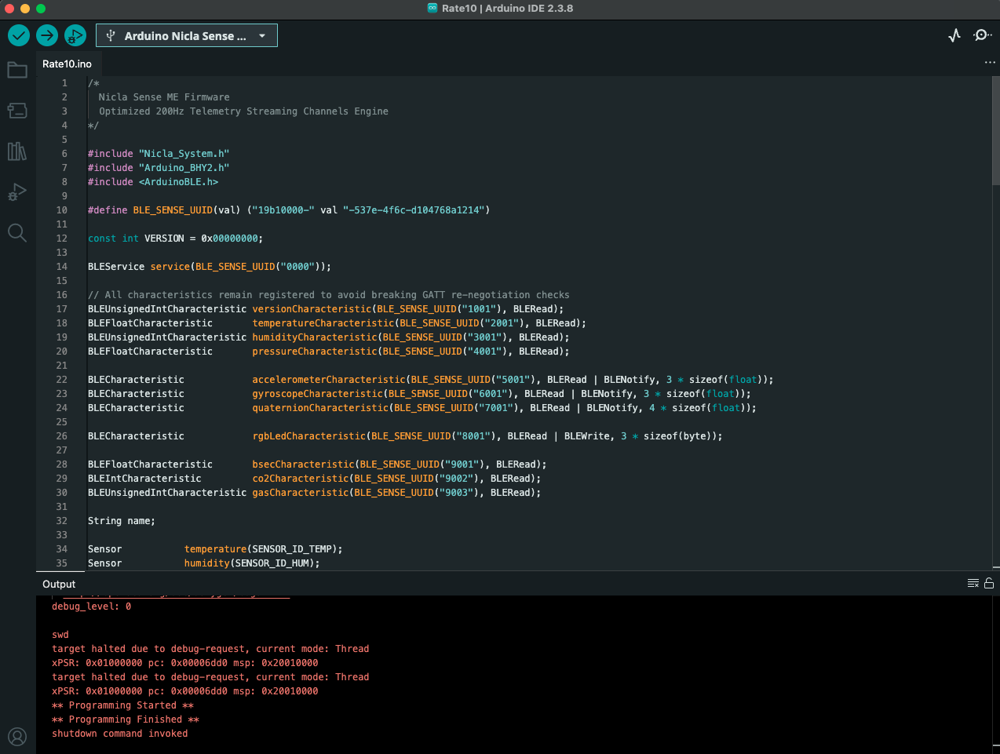 Rate10 | Arduino IDE 2.3.8
Arduino Nicla Sense ...
Rate10.ino
1 /*
2 Nicla Sense ME Firmware
3 Optimized 200Hz Telemetry Streaming Channels Engine
4 */
5
6 #include "Nicla_System.h"
7 #include "Arduino_BHY2.h"
8 #include <ArduinoBLE.h>
9
10 #define BLE_SENSE_UUID(val) ("19b10000-" val "-537e-4f6c-d104768a1214")
11
12 const int VERSION = 0x00000000;
13
14 BLEService service(BLE_SENSE_UUID("0000"));
15
16 // All characteristics remain registered to avoid breaking GATT re-negotiation checks
17 BLEUnsignedIntCharacteristic versionCharacteristic(BLE_SENSE_UUID("1001"), BLERead);
18 BLEFloatCharacteristic temperatureCharacteristic(BLE_SENSE_UUID("2001"), BLERead);
19 BLEUnsignedIntCharacteristic humidityCharacteristic(BLE_SENSE_UUID("3001"), BLERead);
20 BLEFloatCharacteristic pressureCharacteristic(BLE_SENSE_UUID("4001"), BLERead);
21
22 BLECharacteristic accelerometerCharacteristic(BLE_SENSE_UUID("5001"), BLERead | BLENotify, 3 * sizeof(float));
23 BLECharacteristic gyroscopeCharacteristic(BLE_SENSE_UUID("6001"), BLERead | BLENotify, 3 * sizeof(float));
24 BLECharacteristic quaternionCharacteristic(BLE_SENSE_UUID("7001"), BLERead | BLENotify, 4 * sizeof(float));
25
26 BLECharacteristic rgbLedCharacteristic(BLE_SENSE_UUID("8001"), BLERead | BLEWrite, 3 * sizeof(byte));
27
28 BLEFloatCharacteristic bsecCharacteristic(BLE_SENSE_UUID("9001"), BLERead);
29 BLEIntCharacteristic co2Characteristic(BLE_SENSE_UUID("9002"), BLERead);
30 BLEUnsignedIntCharacteristic gasCharacteristic(BLE_SENSE_UUID("9003"), BLERead);
31
32 String name;
33
34 Sensor temperature(SENSOR_ID_TEMP);
35 Sensor humidity(SENSOR_ID_HUM);
Output
debug_level: 0
swd
target halted due to debug-request, current mode: Thread
xPSR: 0x01000000 pc: 0x00006dd0 msp: 0x20010000
target halted due to debug-request, current mode: Thread
xPSR: 0x01000000 pc: 0x00006dd0 msp: 0x20010000
** Programming Started **
** Programming Finished **
shutdown command invoked